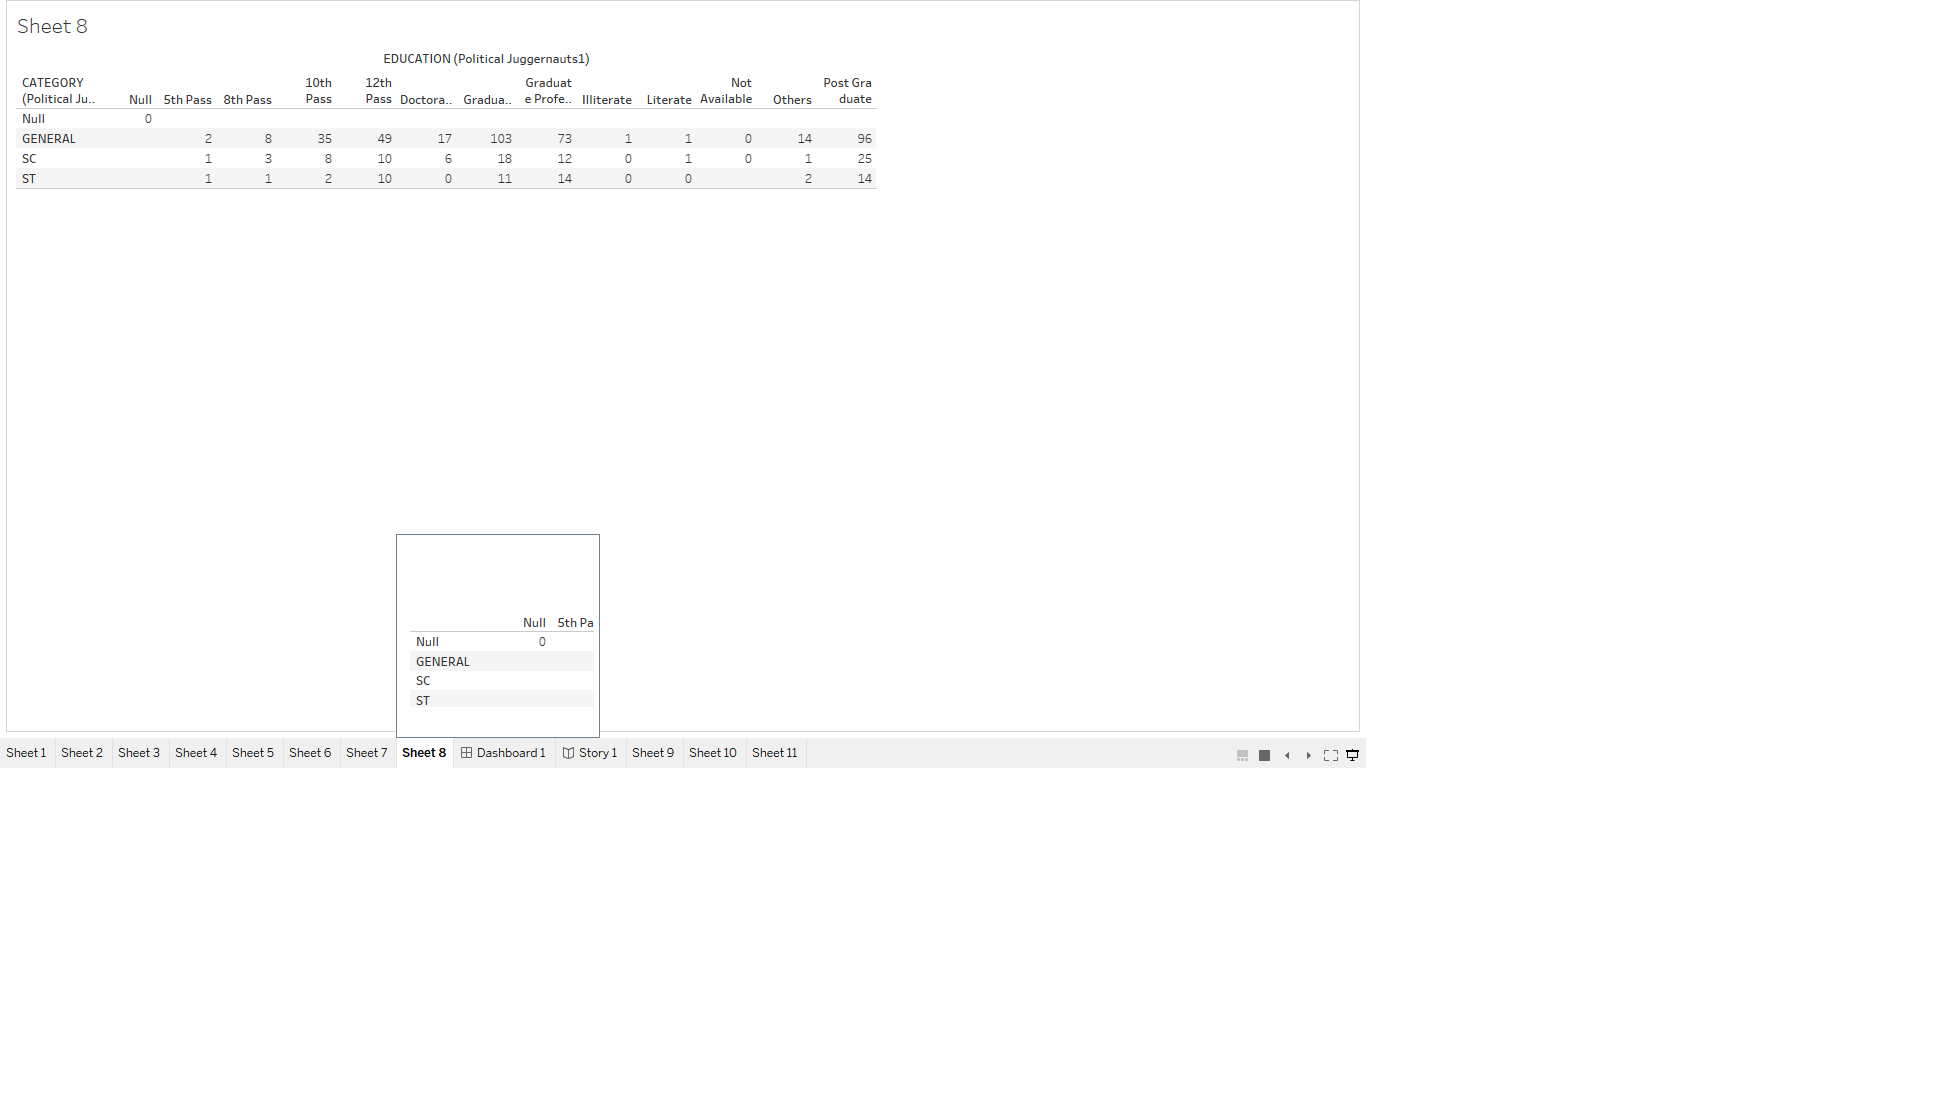 Sheet 8
EDUCATION (Political Juggernauts1)
CATEGORY (Political Ju.. Null 5th Pass 8th Pass 10th Pass 12th Pass Doctora.. Gradua.. Graduat e Profe.. Illiterate Literate Not Available Others Post Gra duate
Null 0
GENERAL 2 8 35 49 17 103 73 1 1 0 14 96
SC 1 3 8 10 6 18 12 0 1 0 1 25
ST 1 1 2 10 0 11 14 0 0 2 14
Null 5th Pa
Null 0
GENERAL
SC
ST
Sheet 1 Sheet 2 Sheet 3 Sheet 4 Sheet 5 Sheet 6 Sheet 7 Sheet 8 Dashboard 1 Story 1 Sheet 9 Sheet 10 Sheet 11